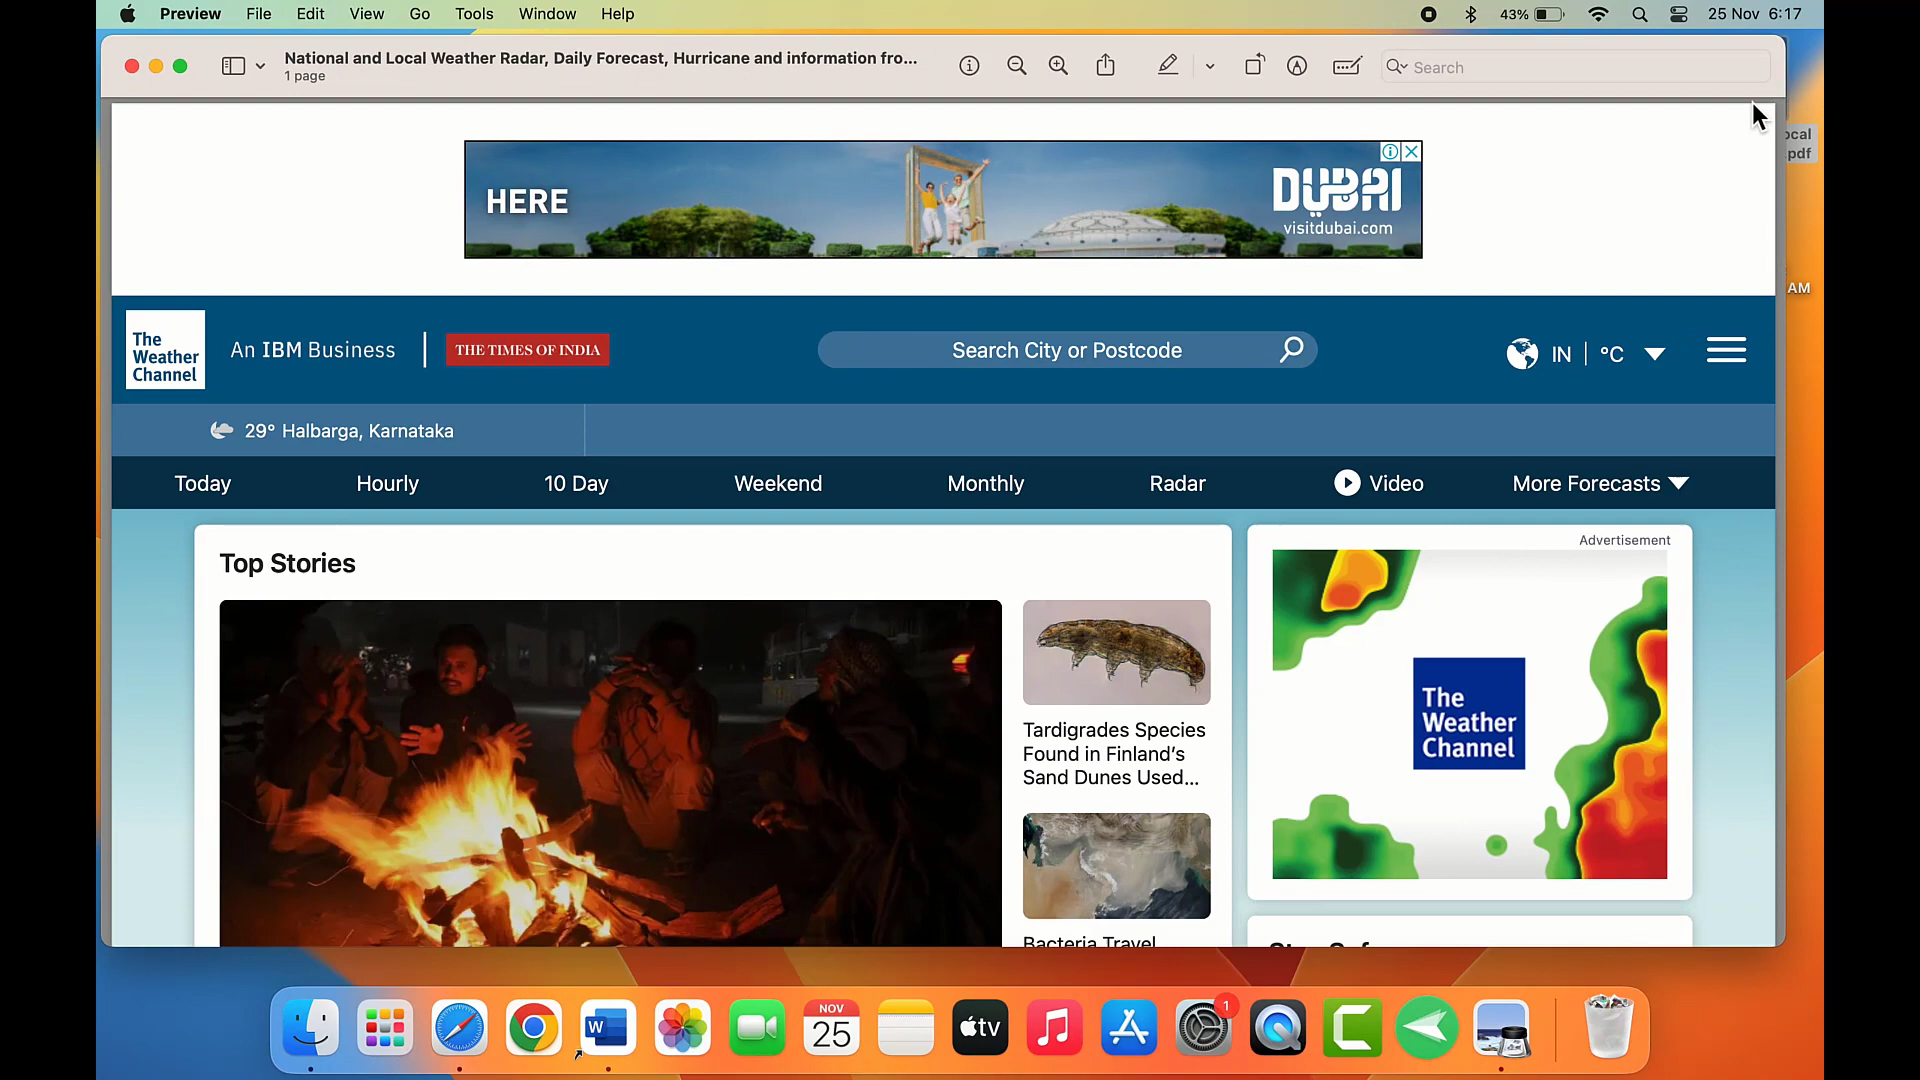 Preview File Edit View Go Tools Window Help 43% 25 Nov 6:17
National and Local Weather Radar, Daily Forecast, Hurricane and information fro...
1 page
Search
ocal
pdf
AM
HERE
DUBAI
visitdubai.com
The
Weather
Channel
An IBM Business
THE TIMES OF INDIA
Search City or Postcode
IN °C
29° Halbarga, Karnataka
Today Hourly 10 Day Weekend Monthly Radar Video More Forecasts
Top Stories
Tardigrades Species
Found in Finland's
Sand Dunes Used...
Bacteria Travel
Advertisement
The
Weather
Channel
NOV
25
W
tv
1